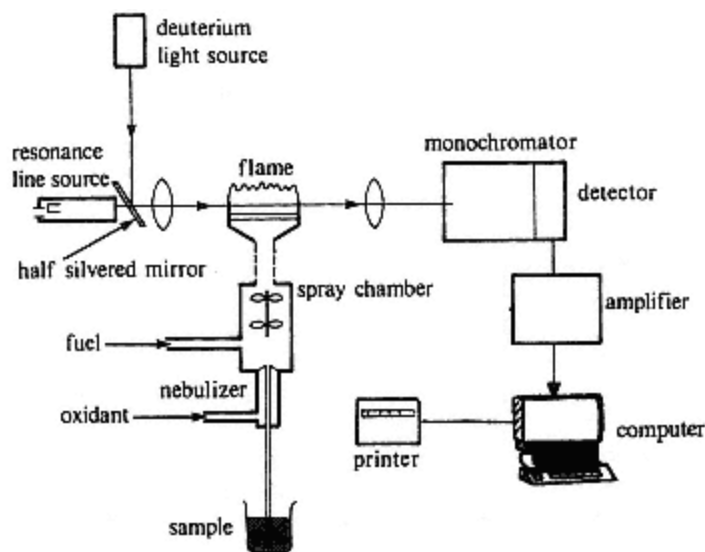 deuterium
light source
resonance
line source
flame
monochromator
detector
half silvered mirror
spray chamber
fuel
amplifier
nebulizer
oxidant
printer
computer
sample